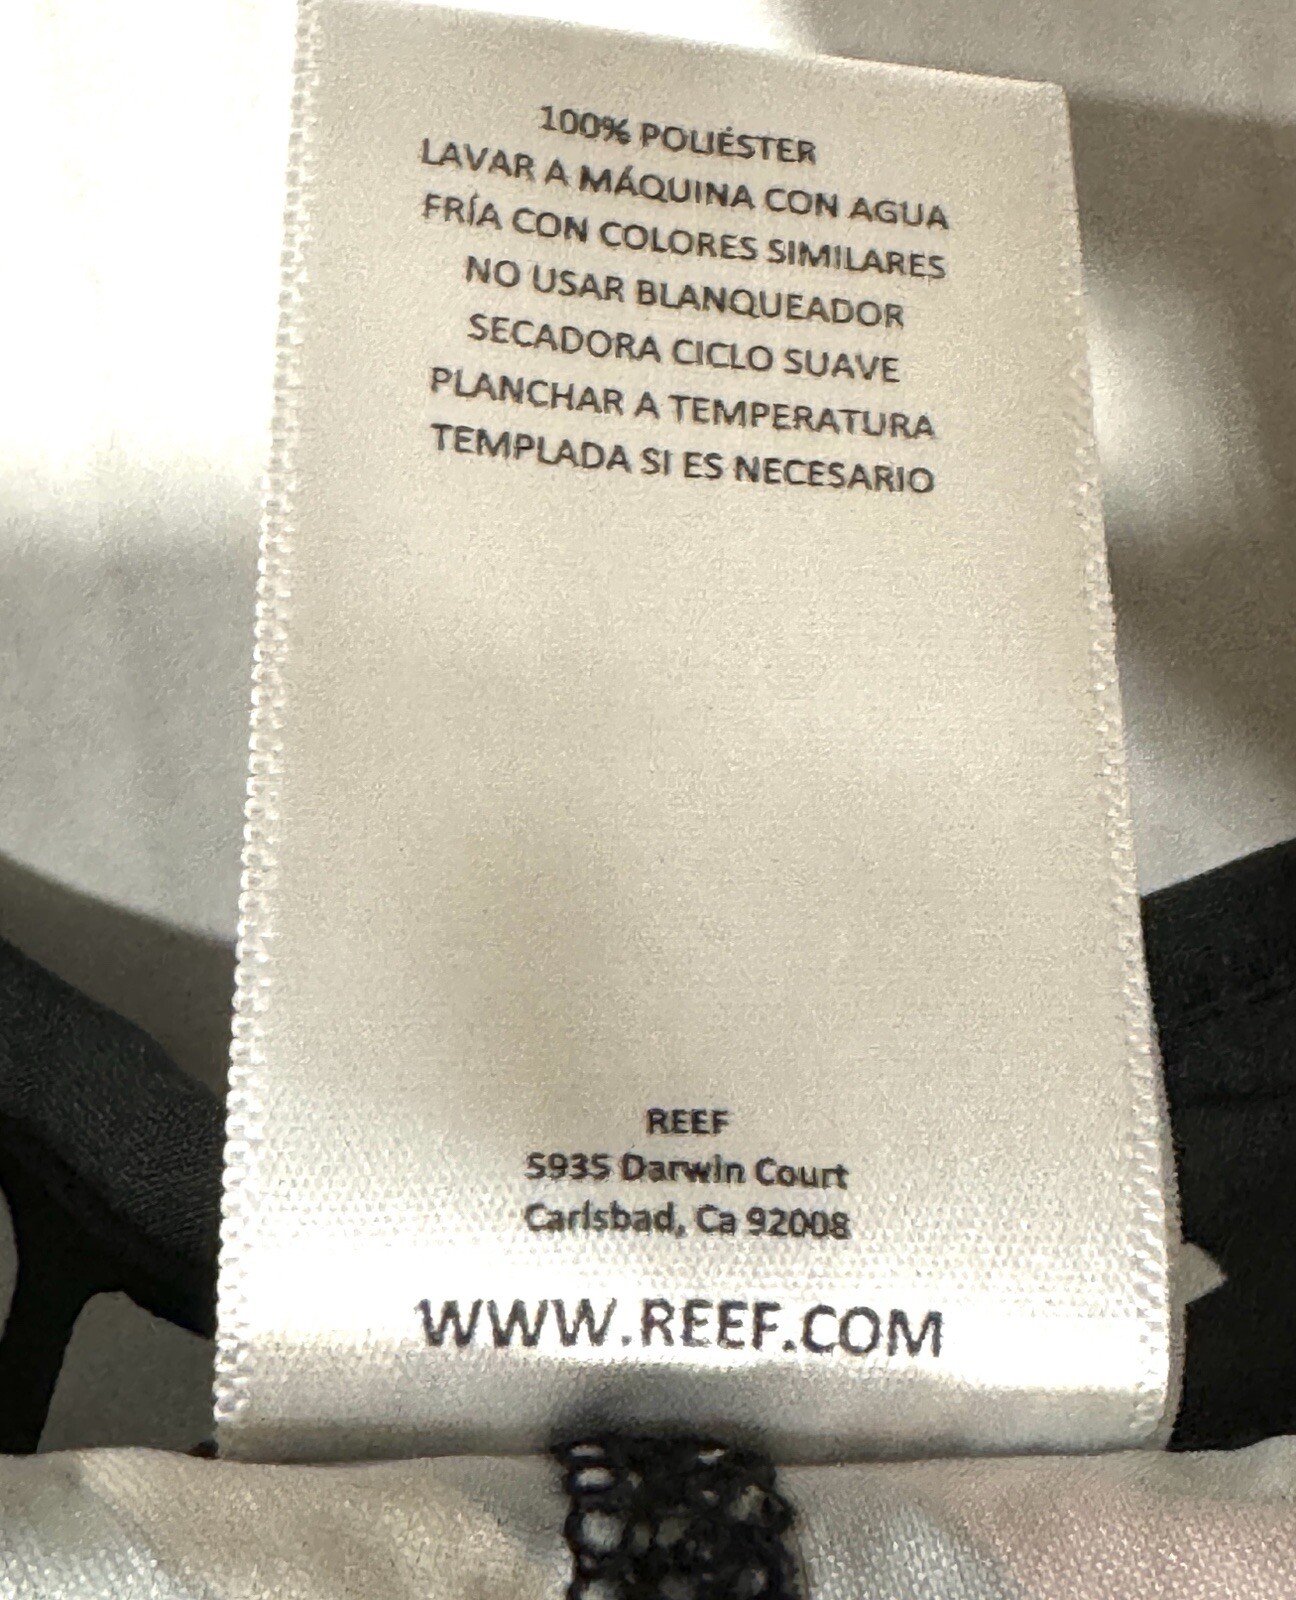 100% POLIÉSTER
LAVAR A MÁQUINA CON AGUA
FRÍA CON COLORES SIMILARES
NO USAR BLANQUEADOR
SECADORA CICLO SUAVE
PLANCHAR A TEMPERATURA
TEMPLADA SI ES NECESARIO
REEF
5935 Darwin Court
Carlsbad, Ca 92008
WWW.REEF.COM